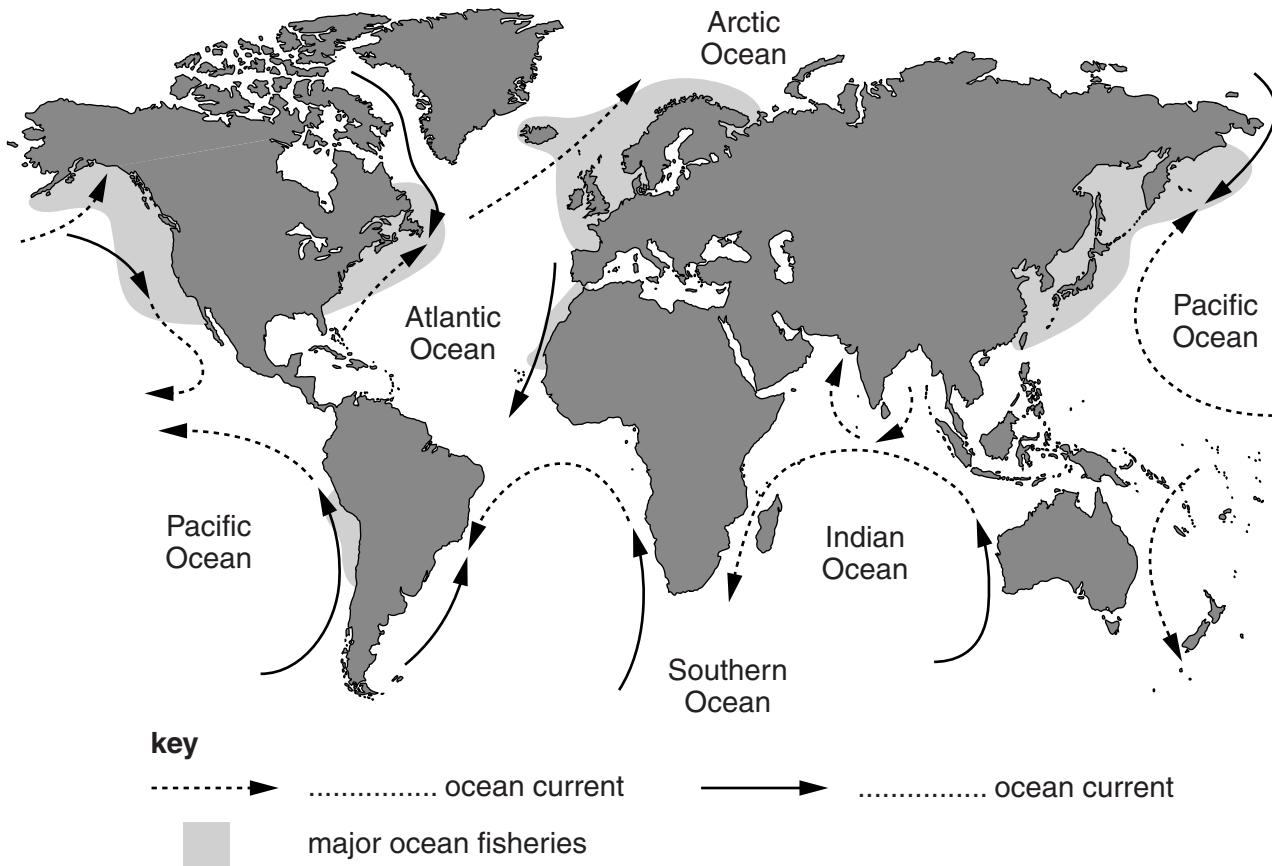 Arctic
Ocean
Atlantic
Ocean
Pacific
Ocean
Pacific
Ocean
Indian
Ocean
Southern
Ocean
key
................ ocean current
................. ocean current
major ocean fisheries